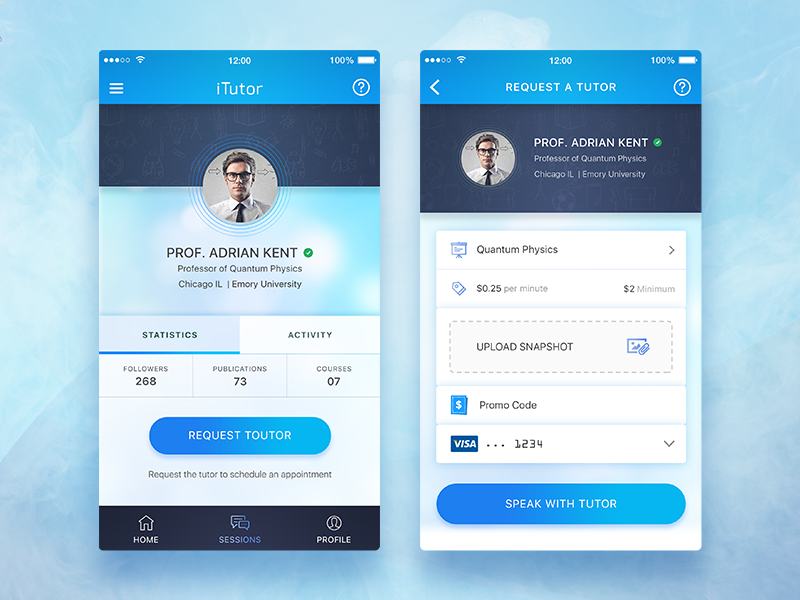 12:00
100%
iTutor
?
PROF. ADRIAN KENT
Professor of Quantum Physics
Chicago IL | Emory University
STATISTICS
ACTIVITY
FOLLOWERS
268
PUBLICATIONS
73
COURSES
07
REQUEST TOUTOR
Request the tutor to schedule an appointment
HOME
SESSIONS
PROFILE
12:00
100%
REQUEST A TUTOR
?
PROF. ADRIAN KENT
Professor of Quantum Physics
Chicago IL | Emory University
Quantum Physics
$0.25 per minute
$2 Minimum
UPLOAD SNAPSHOT
$
Promo Code
VISA
... 1234
SPEAK WITH TUTOR